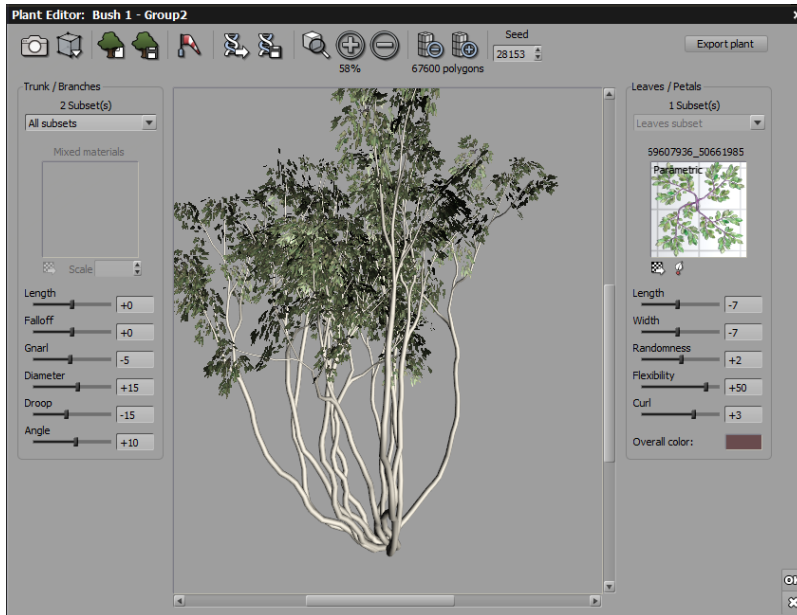 Plant Editor: Bush 1 - Group2
Seed
28153
58%
67600 polygons
Export plant
Trunk / Branches
2 Subset(s)
All subsets
Mixed materials
Scale
Length
+0
Falloff
+0
Gnarl
-5
Diameter
+15
Droop
-15
Angle
+10
Leaves / Petals
1 Subset(s)
Leaves subset
59607936_50661985
Parametric
Length
-7
Width
-7
Randomness
+2
Flexibility
+50
Curl
+3
Overall color: